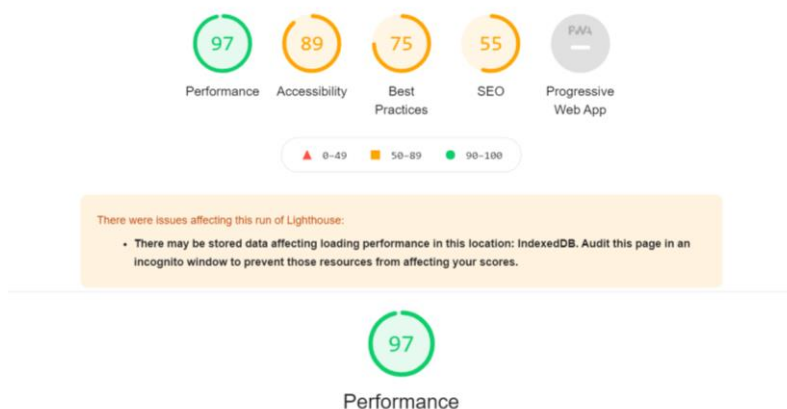 97
89
75
55
PWA
Performance
Accessibility
Best
Practices
SEO
Progressive
Web App
0–49
50–89
90–100
There were issues affecting this run of Lighthouse:
• There may be stored data affecting loading performance in this location: IndexedDB. Audit this page in an
incognito window to prevent those resources from affecting your scores.
97
Performance